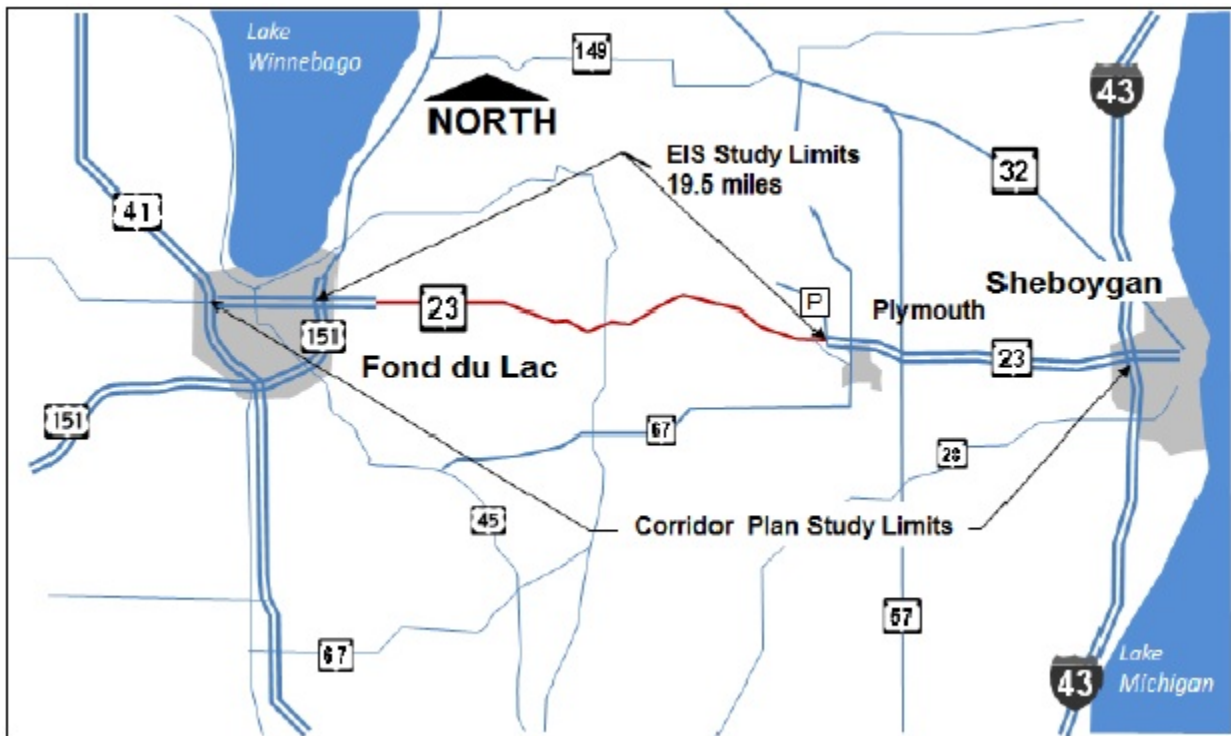 Lake
Winnebago
149
43
NORTH
EIS Study Limits
19.5 miles
32
41
Sheboygan
P
23
Plymouth
151
Fond du Lac
23
151
67
28
45
Corridor Plan Study Limits
57
67
Lake
Michigan
43